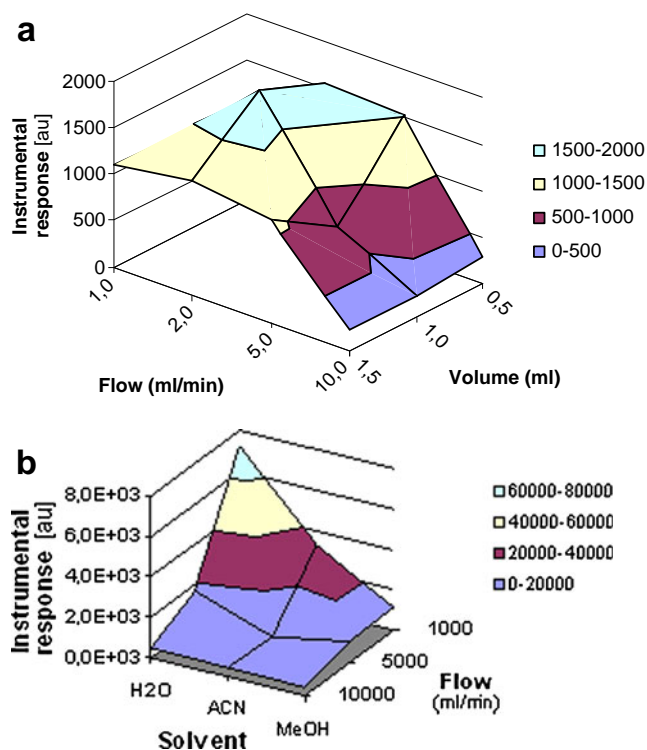 a
2000
1500
1000
500
0
Instrumental
response [au]
1,0
2,0
5,0
10,0
Flow (ml/min)
0,5
1,0
1,5
Volume (ml)
1500-2000
1000-1500
500-1000
0-500
b
8,0E+03
6,0E+03
4,0E+03
2,0E+03
0,0E+03
Instrumental
response [au]
H2O
ACN
MeOH
Solvent
1000
5000
10000
Flow
(ml/min)
60000-80000
40000-60000
20000-40000
0-20000